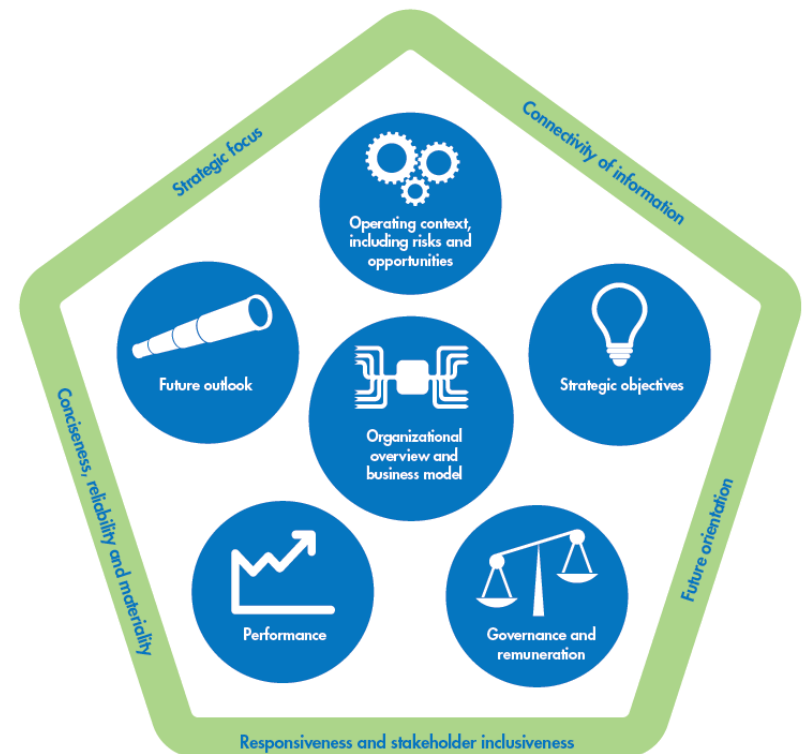 Strategic focus
Connectivity of information
Operating context,
including risks and
opportunities
Future outlook
Strategic objectives
Organizational
overview and
business model
Conciseness, reliability and materiality
Future orientation
Performance
Governance and
remuneration
Responsiveness and stakeholder inclusiveness